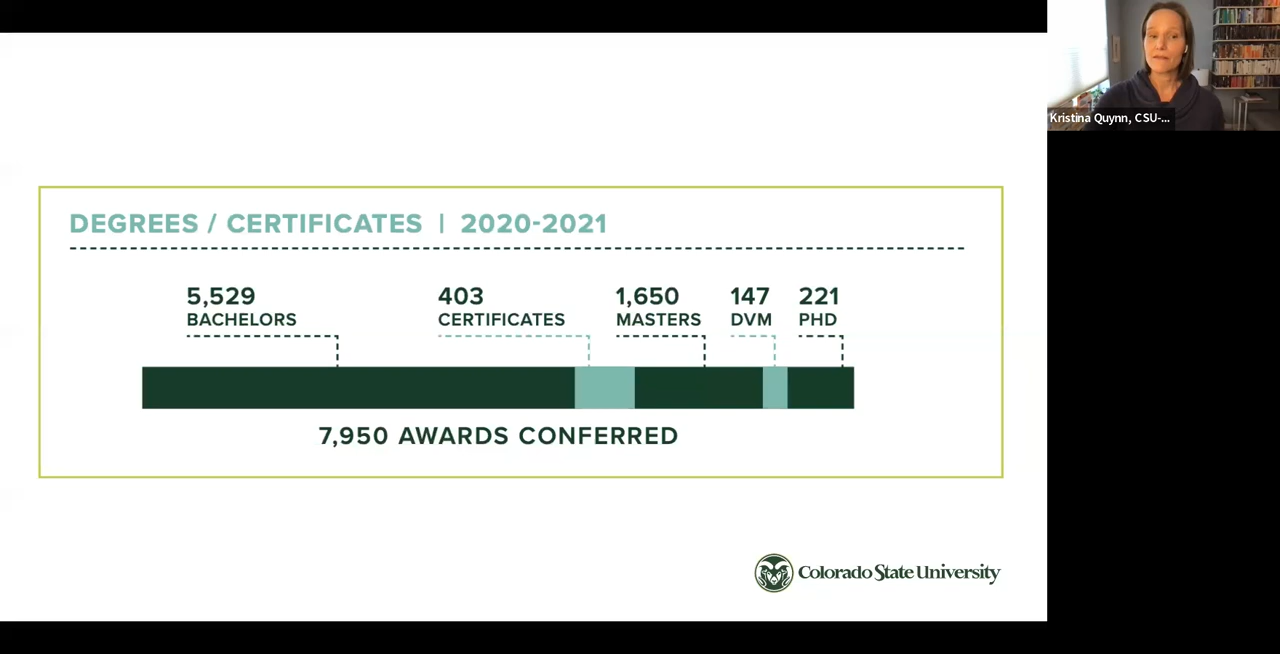 Kristina Quynn, CSU-...
DEGREES / CERTIFICATES | 2020-2021
5,529
BACHELORS
403
CERTIFICATES
1,650
MASTERS
147
DVM
221
PHD
7,950 AWARDS CONFERRED
Colorado State University